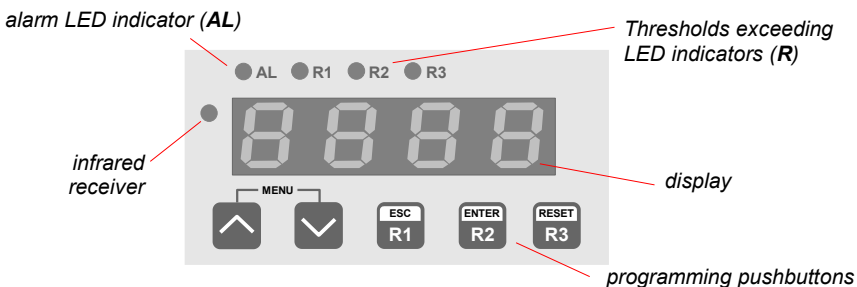 alarm LED indicator (AL)
Thresholds exceeding
LED indicators (R)
AL R1 R2 R3
8888
infrared
receiver
display
MENU
ESC ENTER RESET
R1 R2 R3
programming pushbuttons